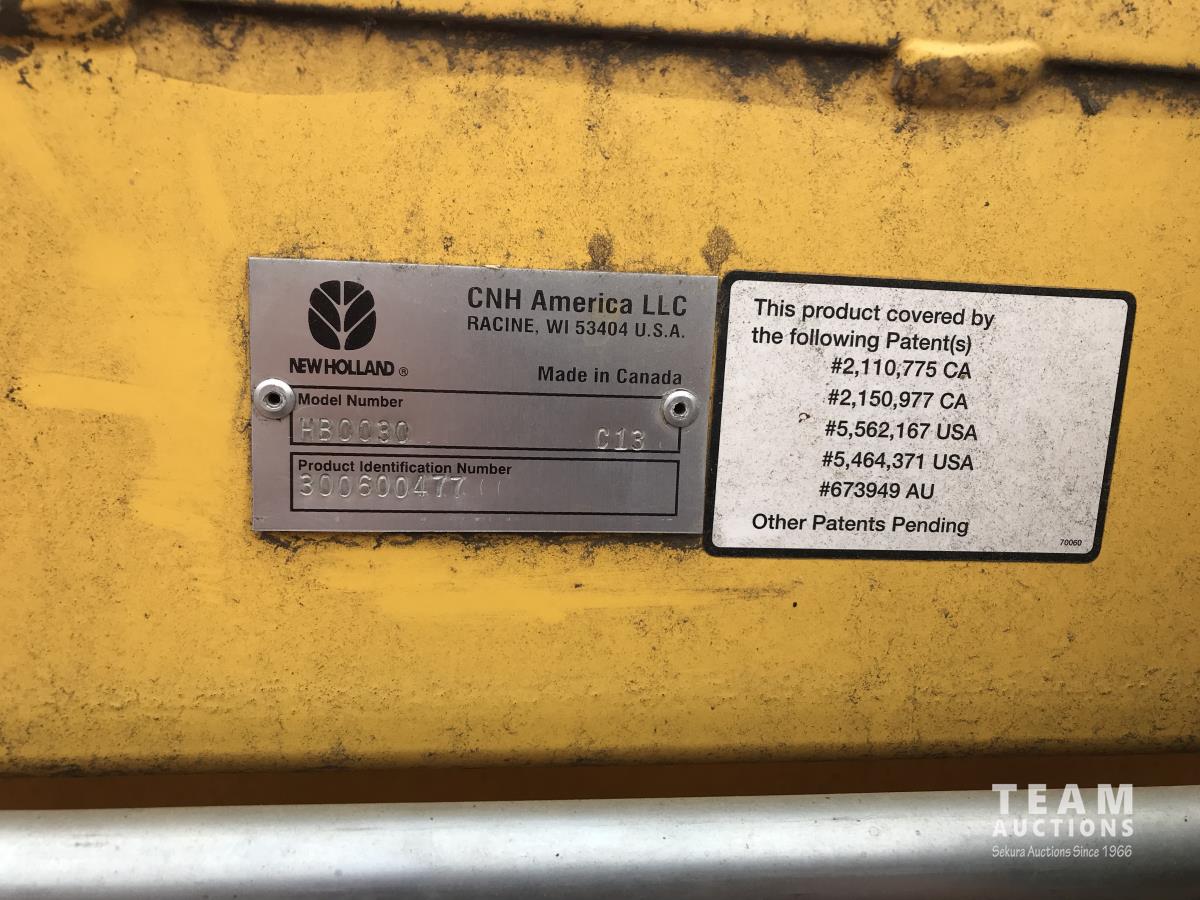 NEW HOLLAND ®
CNH America LLC
RACINE, WI 53404 U.S.A.
Made in Canada
Model Number
HBC030 C13
Product Identification Number
300600477
This product covered by
the following Patent(s)
#2,110,775 CA
#2,150,977 CA
#5,562,167 USA
#5,464,371 USA
#673949 AU
Other Patents Pending
70060
TEAM
AUCTIONS
Sekura Auctions Since 1966